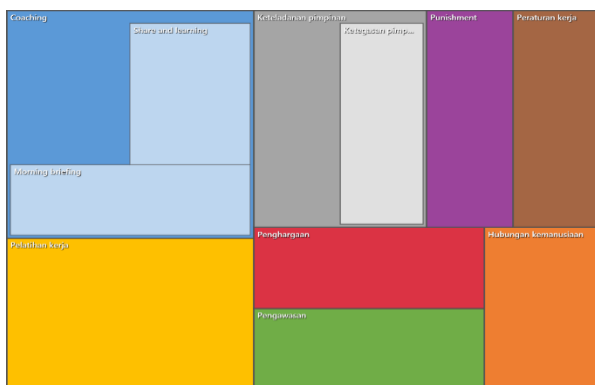 Coaching
Share and learning
Morning briefing
Pelatihan kerja
Keteladanan pimpinan
Ketegasan pimp...
Punishment
Peraturan kerja
Penghargaan
Pengawasan
Hubungan kemanusiaan